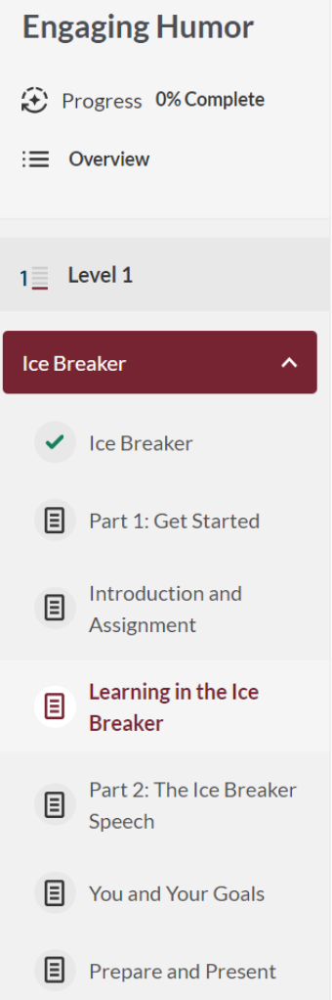 Engaging Humor
Progress 0% Complete
Overview
1 Level 1
Ice Breaker
Ice Breaker
Part 1: Get Started
Introduction and
Assignment
Learning in the Ice
Breaker
Part 2: The Ice Breaker
Speech
You and Your Goals
Prepare and Present